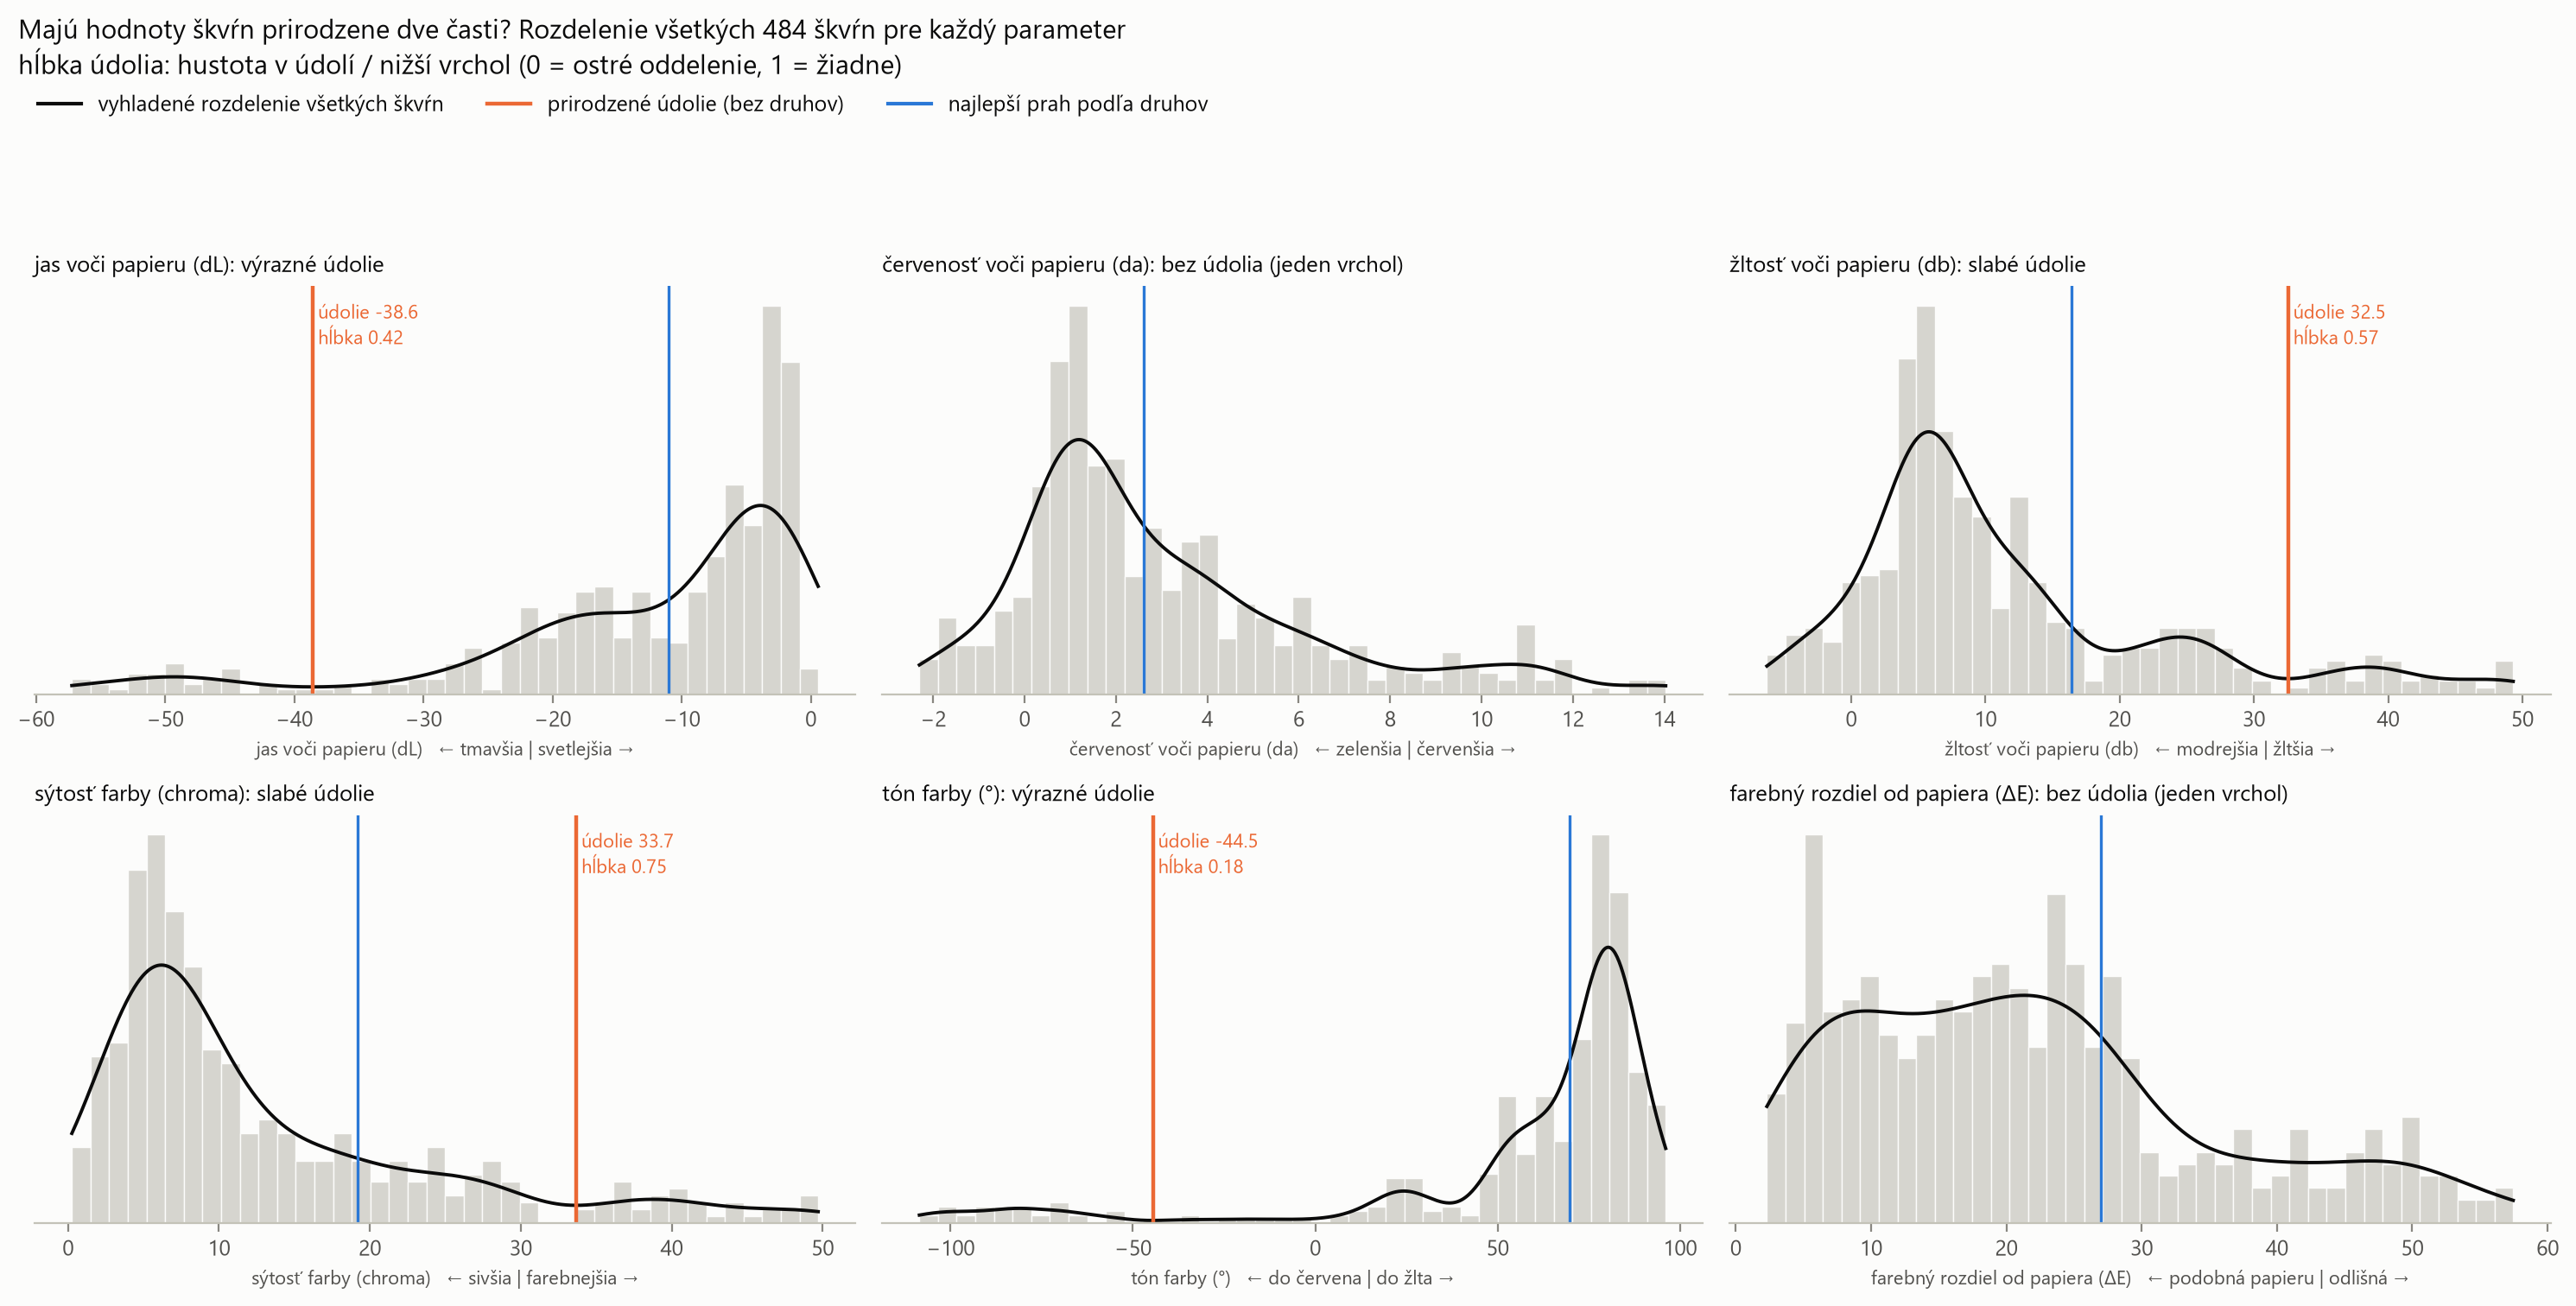 Majú hodnoty škvŕn prirodzene dve časti? Rozdelenie všetkých 484 škvŕn pre každý parameter
hĺbka údolia: hustota v údolí / nižší vrchol (0 = ostré oddelenie, 1 = žiadne)
vyhladené rozdelenie všetkých škvŕn
prirodzené údolie (bez druhov)
najlepší prah podľa druhov
jas voči papieru (dL): výrazné údolie
údolie -38.6
hĺbka 0.42
−60 −50 −40 −30 −20 −10 0
jas voči papieru (dL) ← tmavšia | svetlejšia →
červenosť voči papieru (da): bez údolia (jeden vrchol)
−2 0 2 4 6 8 10 12 14
červenosť voči papieru (da) ← zelenšia | červenšia →
žltosť voči papieru (db): slabé údolie
údolie 32.5
hĺbka 0.57
0 10 20 30 40 50
žltosť voči papieru (db) ← modrejšia | žltšia →
sýtosť farby (chroma): slabé údolie
údolie 33.7
hĺbka 0.75
0 10 20 30 40 50
sýtosť farby (chroma) ← sivšia | farebnejšia →
tón farby (°): výrazné údolie
údolie -44.5
hĺbka 0.18
−100 −50 0 50 100
tón farby (°) ← do červena | do žlta →
farebný rozdiel od papiera (ΔE): bez údolia (jeden vrchol)
0 10 20 30 40 50 60
farebný rozdiel od papiera (ΔE) ← podobná papieru | odlišná →